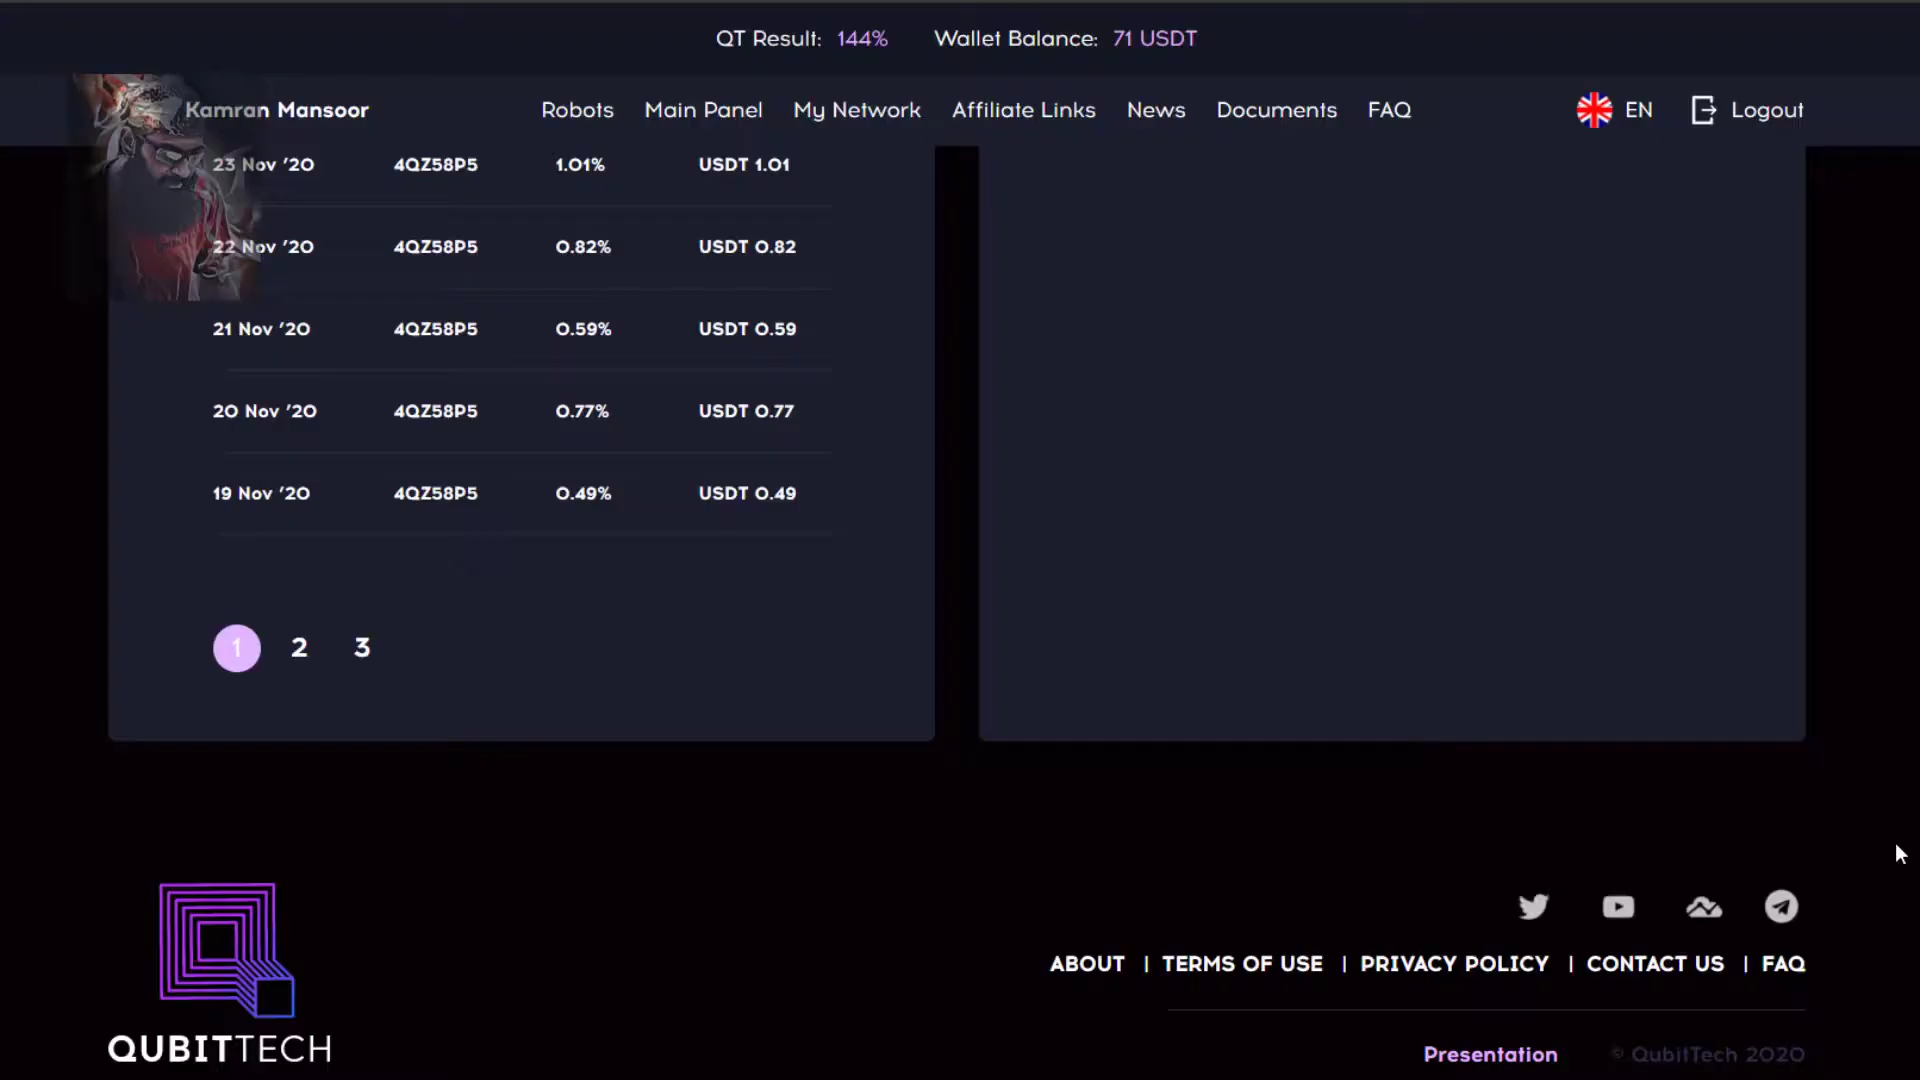 QT Result: 144% Wallet Balance: 71 USDT
Kamran Mansoor Robots Main Panel My Network Affiliate Links News Documents FAQ EN Logout
23 Nov '20 4QZ58P5 1.01% USDT 1.01
22 Nov '20 4QZ58P5 0.82% USDT 0.82
21 Nov '20 4QZ58P5 0.59% USDT 0.59
20 Nov '20 4QZ58P5 0.77% USDT 0.77
19 Nov '20 4QZ58P5 0.49% USDT 0.49
1 2 3
ABOUT | TERMS OF USE | PRIVACY POLICY | CONTACT US | FAQ
QUBITTECH
Presentation © QubitTech 2020